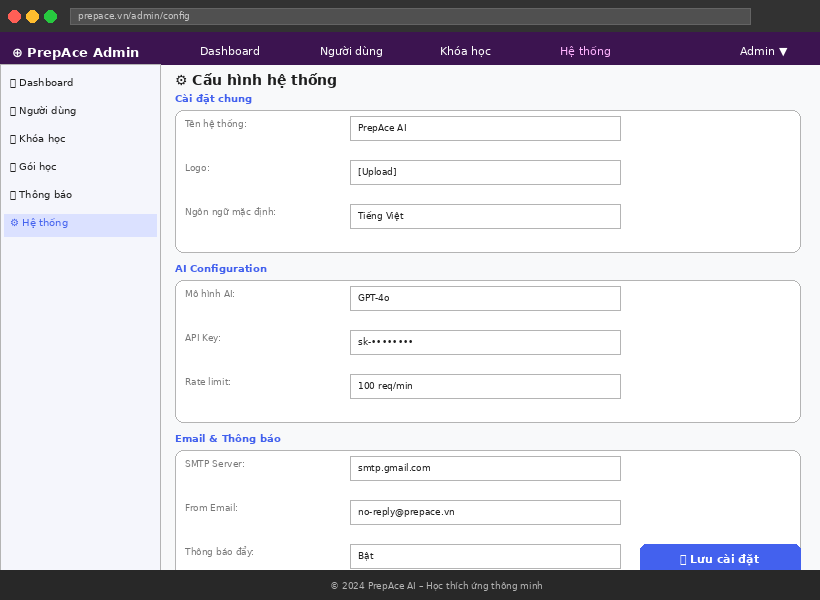 prepace.vn/admin/config
⊕ PrepAce Admin
Dashboard
Người dùng
Khóa học
Hệ thống
Admin ▼
Dashboard
Người dùng
Khóa học
Gói học
Thông báo
⚙ Hệ thống
⚙ Cấu hình hệ thống
Cài đặt chung
Tên hệ thống: PrepAce AI
Logo: [Upload]
Ngôn ngữ mặc định: Tiếng Việt
AI Configuration
Mô hình AI: GPT-4o
API Key: sk-••••••••
Rate limit: 100 req/min
Email & Thông báo
SMTP Server: smtp.gmail.com
From Email: no-reply@prepace.vn
Thông báo đẩy: Bật
Lưu cài đặt
© 2024 PrepAce AI – Học thích ứng thông minh